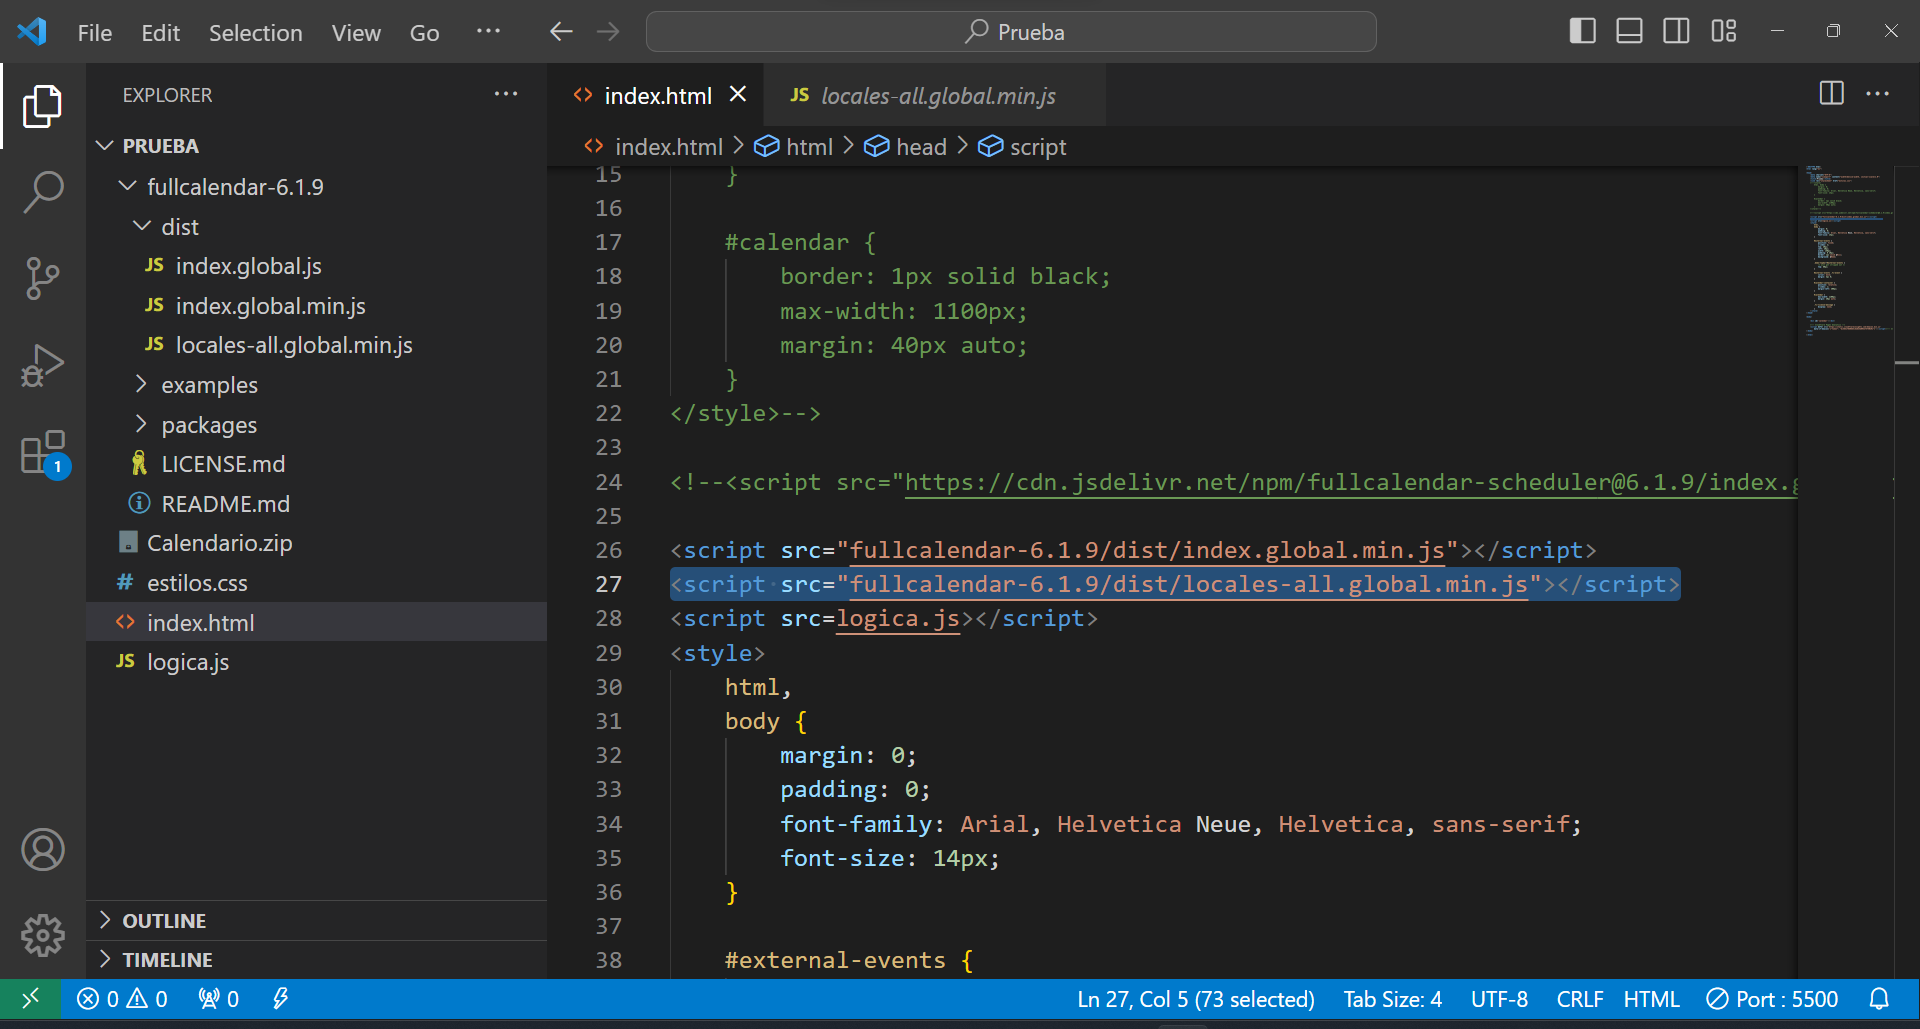 File Edit Selection View Go ··· Prueba
EXPLORER ···
PRUEBA
fullcalendar-6.1.9
dist
JS index.global.js
JS index.global.min.js
JS locales-all.global.min.js
examples
packages
LICENSE.md
README.md
Calendario.zip
# estilos.css
<> index.html
JS logica.js
OUTLINE
TIMELINE
1
<> index.html JS locales-all.global.min.js ···
<> index.html > html > head > script
15 }
16
17 #calendar {
18 border: 1px solid black;
19 max-width: 1100px;
20 margin: 40px auto;
21 }
22 </style>-->
23
24 <!--<script src="https://cdn.jsdelivr.net/npm/fullcalendar-scheduler@6.1.9/index.g
25
26 <script src="fullcalendar-6.1.9/dist/index.global.min.js"></script>
27 <script src="fullcalendar-6.1.9/dist/locales-all.global.min.js"></script>
28 <script src=logica.js></script>
29 <style>
30 html,
31 body {
32 margin: 0;
33 padding: 0;
34 font-family: Arial, Helvetica Neue, Helvetica, sans-serif;
35 font-size: 14px;
36 }
37
38 #external-events {
0 0 0 Ln 27, Col 5 (73 selected) Tab Size: 4 UTF-8 CRLF HTML Port : 5500